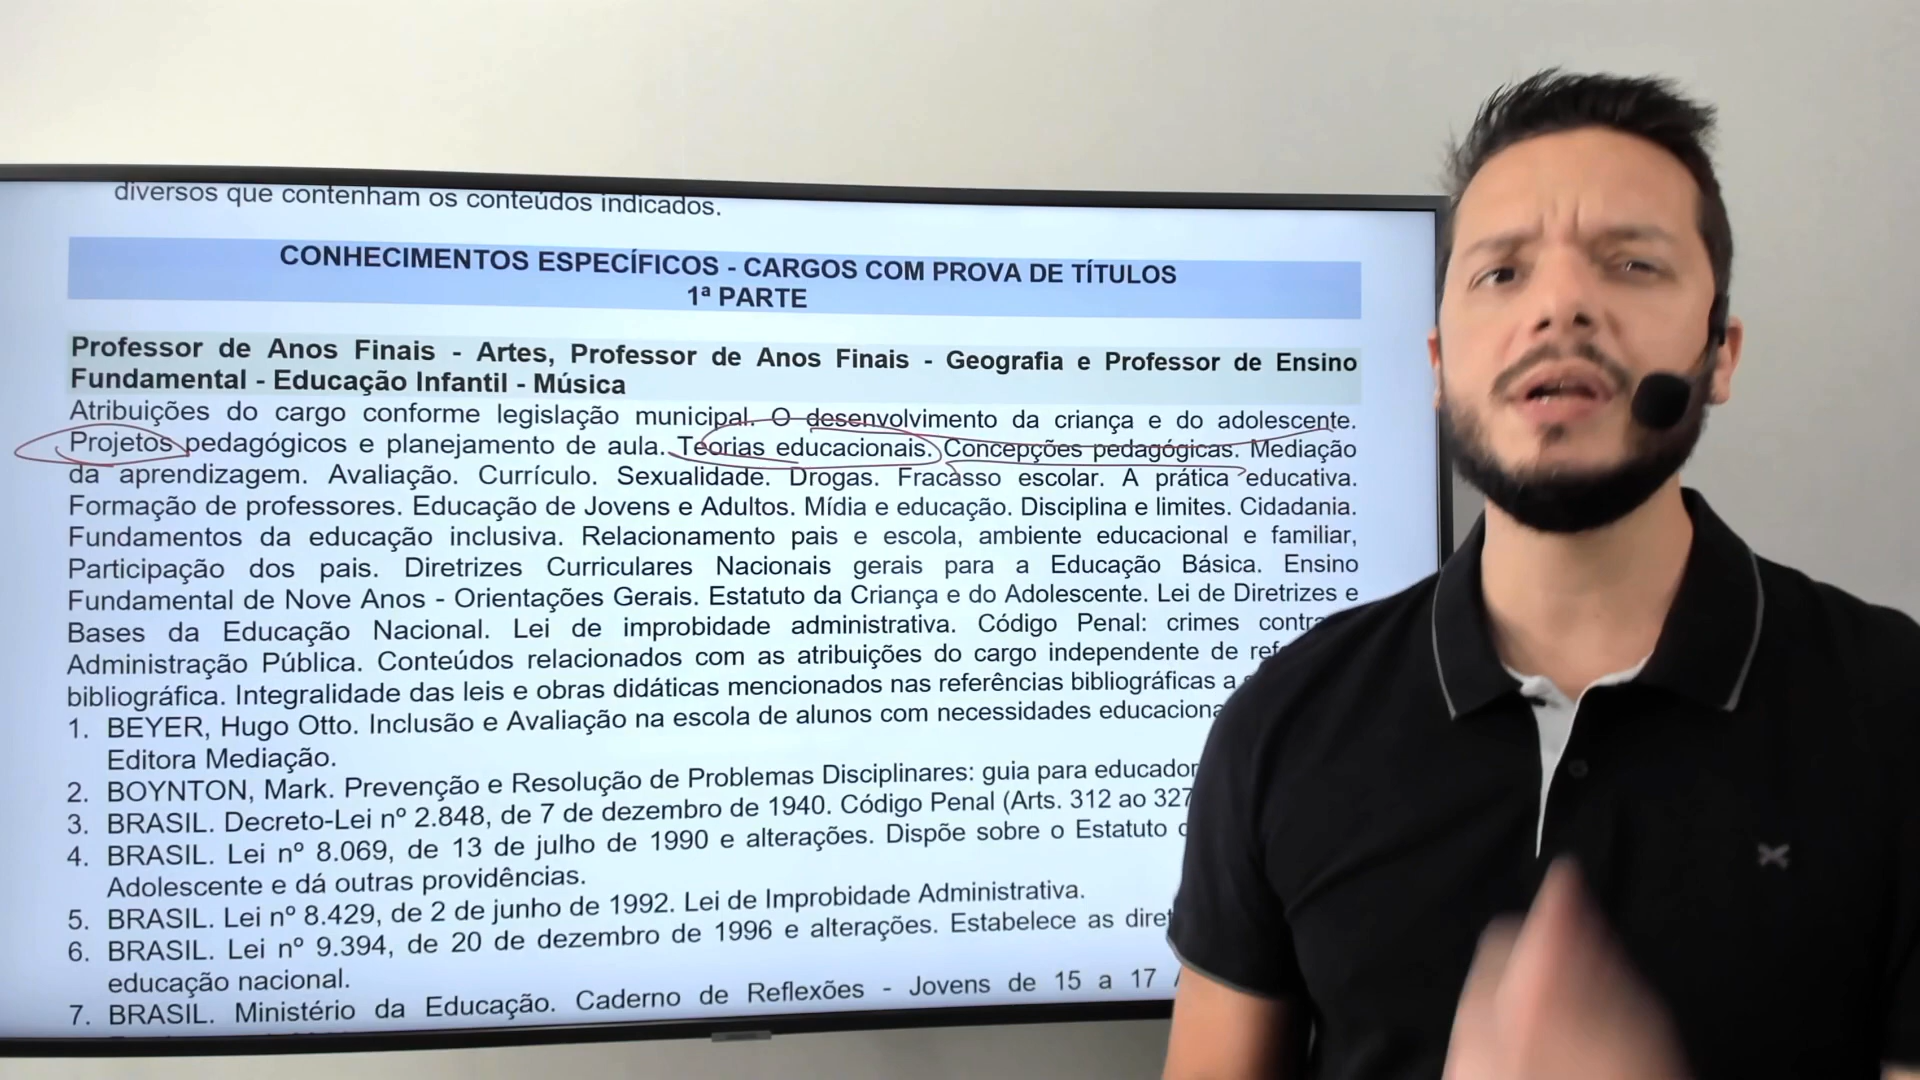 diversos que contenham os conteúdos indicados.
CONHECIMENTOS ESPECÍFICOS - CARGOS COM PROVA DE TÍTULOS
1ª PARTE
Professor de Anos Finais - Artes, Professor de Anos Finais - Geografia e Professor de Ensino
Fundamental - Educação Infantil - Música
Atribuições do cargo conforme legislação municipal. O desenvolvimento da criança e do adolescente.
Projetos pedagógicos e planejamento de aula. Teorias educacionais. Concepções pedagógicas. Mediação
da aprendizagem. Avaliação. Currículo. Sexualidade. Drogas. Fracasso escolar. A prática educativa.
Formação de professores. Educação de Jovens e Adultos. Mídia e educação. Disciplina e limites. Cidadania.
Fundamentos da educação inclusiva. Relacionamento pais e escola, ambiente educacional e familiar,
Participação dos pais. Diretrizes Curriculares Nacionais gerais para a Educação Básica. Ensino
Fundamental de Nove Anos - Orientações Gerais. Estatuto da Criança e do Adolescente. Lei de Diretrizes e
Bases da Educação Nacional. Lei de improbidade administrativa. Código Penal: crimes contra
Administração Pública. Conteúdos relacionados com as atribuições do cargo independente de
bibliográfica. Integralidade das leis e obras didáticas mencionados nas referências bibliográficas a
1. BEYER, Hugo Otto. Inclusão e Avaliação na escola de alunos com necessidades
Editora Mediação.
2. BOYNTON, Mark. Prevenção e Resolução de Problemas Disciplinares: guia para
3. BRASIL. Decreto-Lei nº 2.848, de 7 de dezembro de 1940. Código Penal (Arts. 312 ao 327
4. BRASIL. Lei nº 8.069, de 13 de julho de 1990 e alterações. Dispõe sobre o Estatuto
Adolescente e dá outras providências.
5. BRASIL. Lei nº 8.429, de 2 de junho de 1992. Lei de Improbidade Administrativa.
6. BRASIL. Lei nº 9.394, de 20 de dezembro de 1996 e alterações. Estabelece as
educação nacional.
7. BRASIL. Ministério da Educação. Caderno de Reflexões - Jovens de 15 a 17